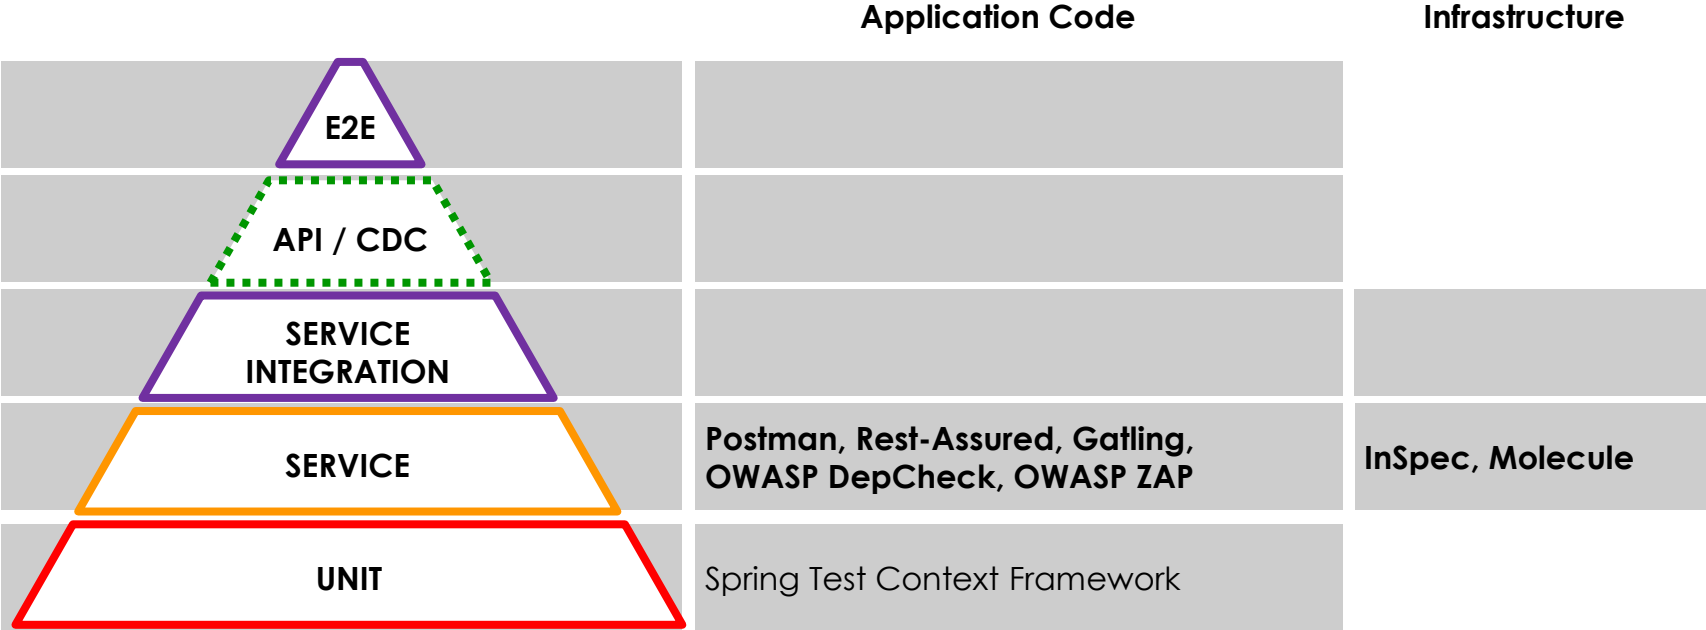 Application Code
Infrastructure
E2E
API / CDC
SERVICE
INTEGRATION
SERVICE
Postman, Rest-Assured, Gatling,
OWASP DepCheck, OWASP ZAP
InSpec, Molecule
UNIT
Spring Test Context Framework